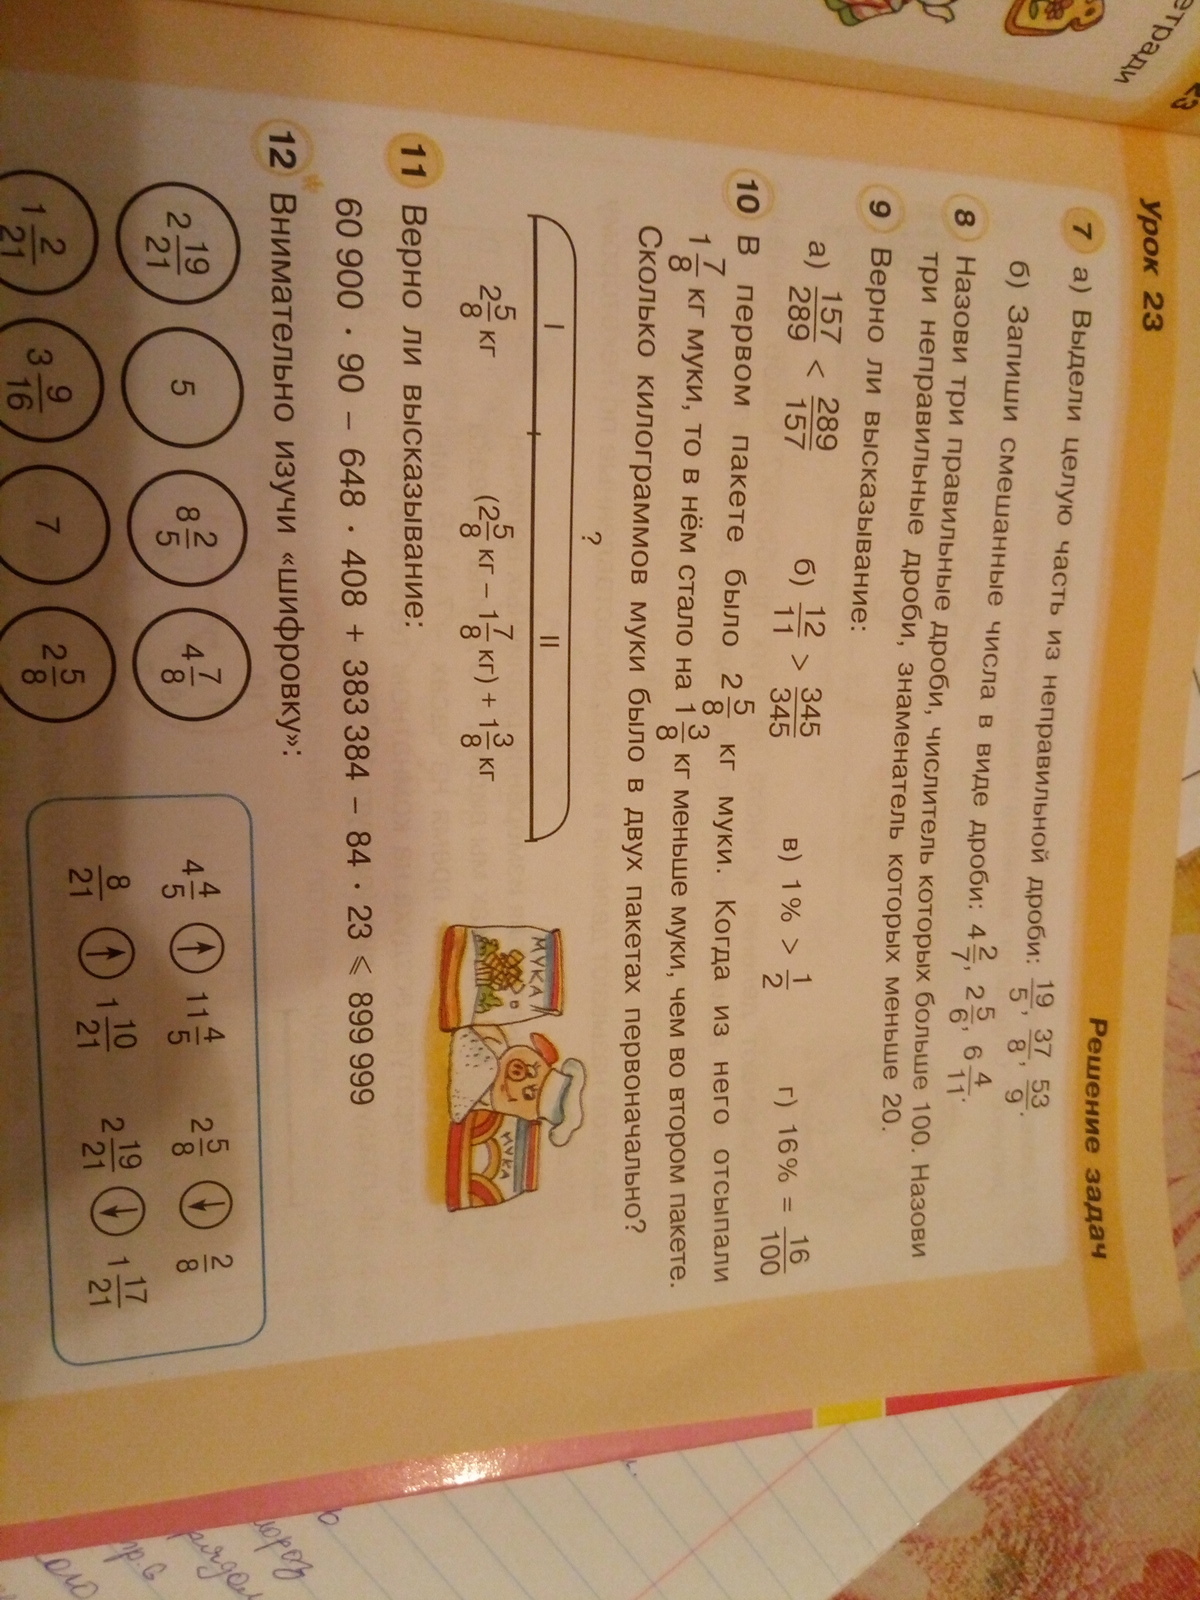 етради
Урок 23
Решение задач
7 а) Выдели целую часть из неправильной дроби: 19/5, 37/8, 53/9.
б) Запиши смешанные числа в виде дроби: 4 2/7, 2 5/6, 6 4/11.
8 Назови три правильные дроби, числитель которых больше 100. Назови
три неправильные дроби, знаменатель которых меньше 20.
9 Верно ли высказывание:
а) 157/289 < 289/157 б) 12/11 > 345/345 в) 1% > 1/2 г) 16% = 16/100
10 В первом пакете было 2 5/8 кг муки. Когда из него отсыпали
1 7/8 кг муки, то в нём стало на 1 3/8 кг меньше муки, чем во втором пакете.
Сколько килограммов муки было в двух пакетах первоначально?
?
I II
2 5/8 кг (2 5/8 кг – 1 7/8 кг) + 1 3/8 кг
МУКА
МУКА
11 Верно ли высказывание:
60 900 · 90 – 648 · 408 + 383 384 – 84 · 23 ⩽ 899 999
12* Внимательно изучи «шифровку»:
2 19/21 5 8 2/5 4 7/8
1 2/21 3 9/16 7 2 5/8
4 4/5 ↑ 11 4/5 2 5/8 ↓ 2/8
8/21 ↑ 1 10/21 2 19/21 ↓ 1 17/21